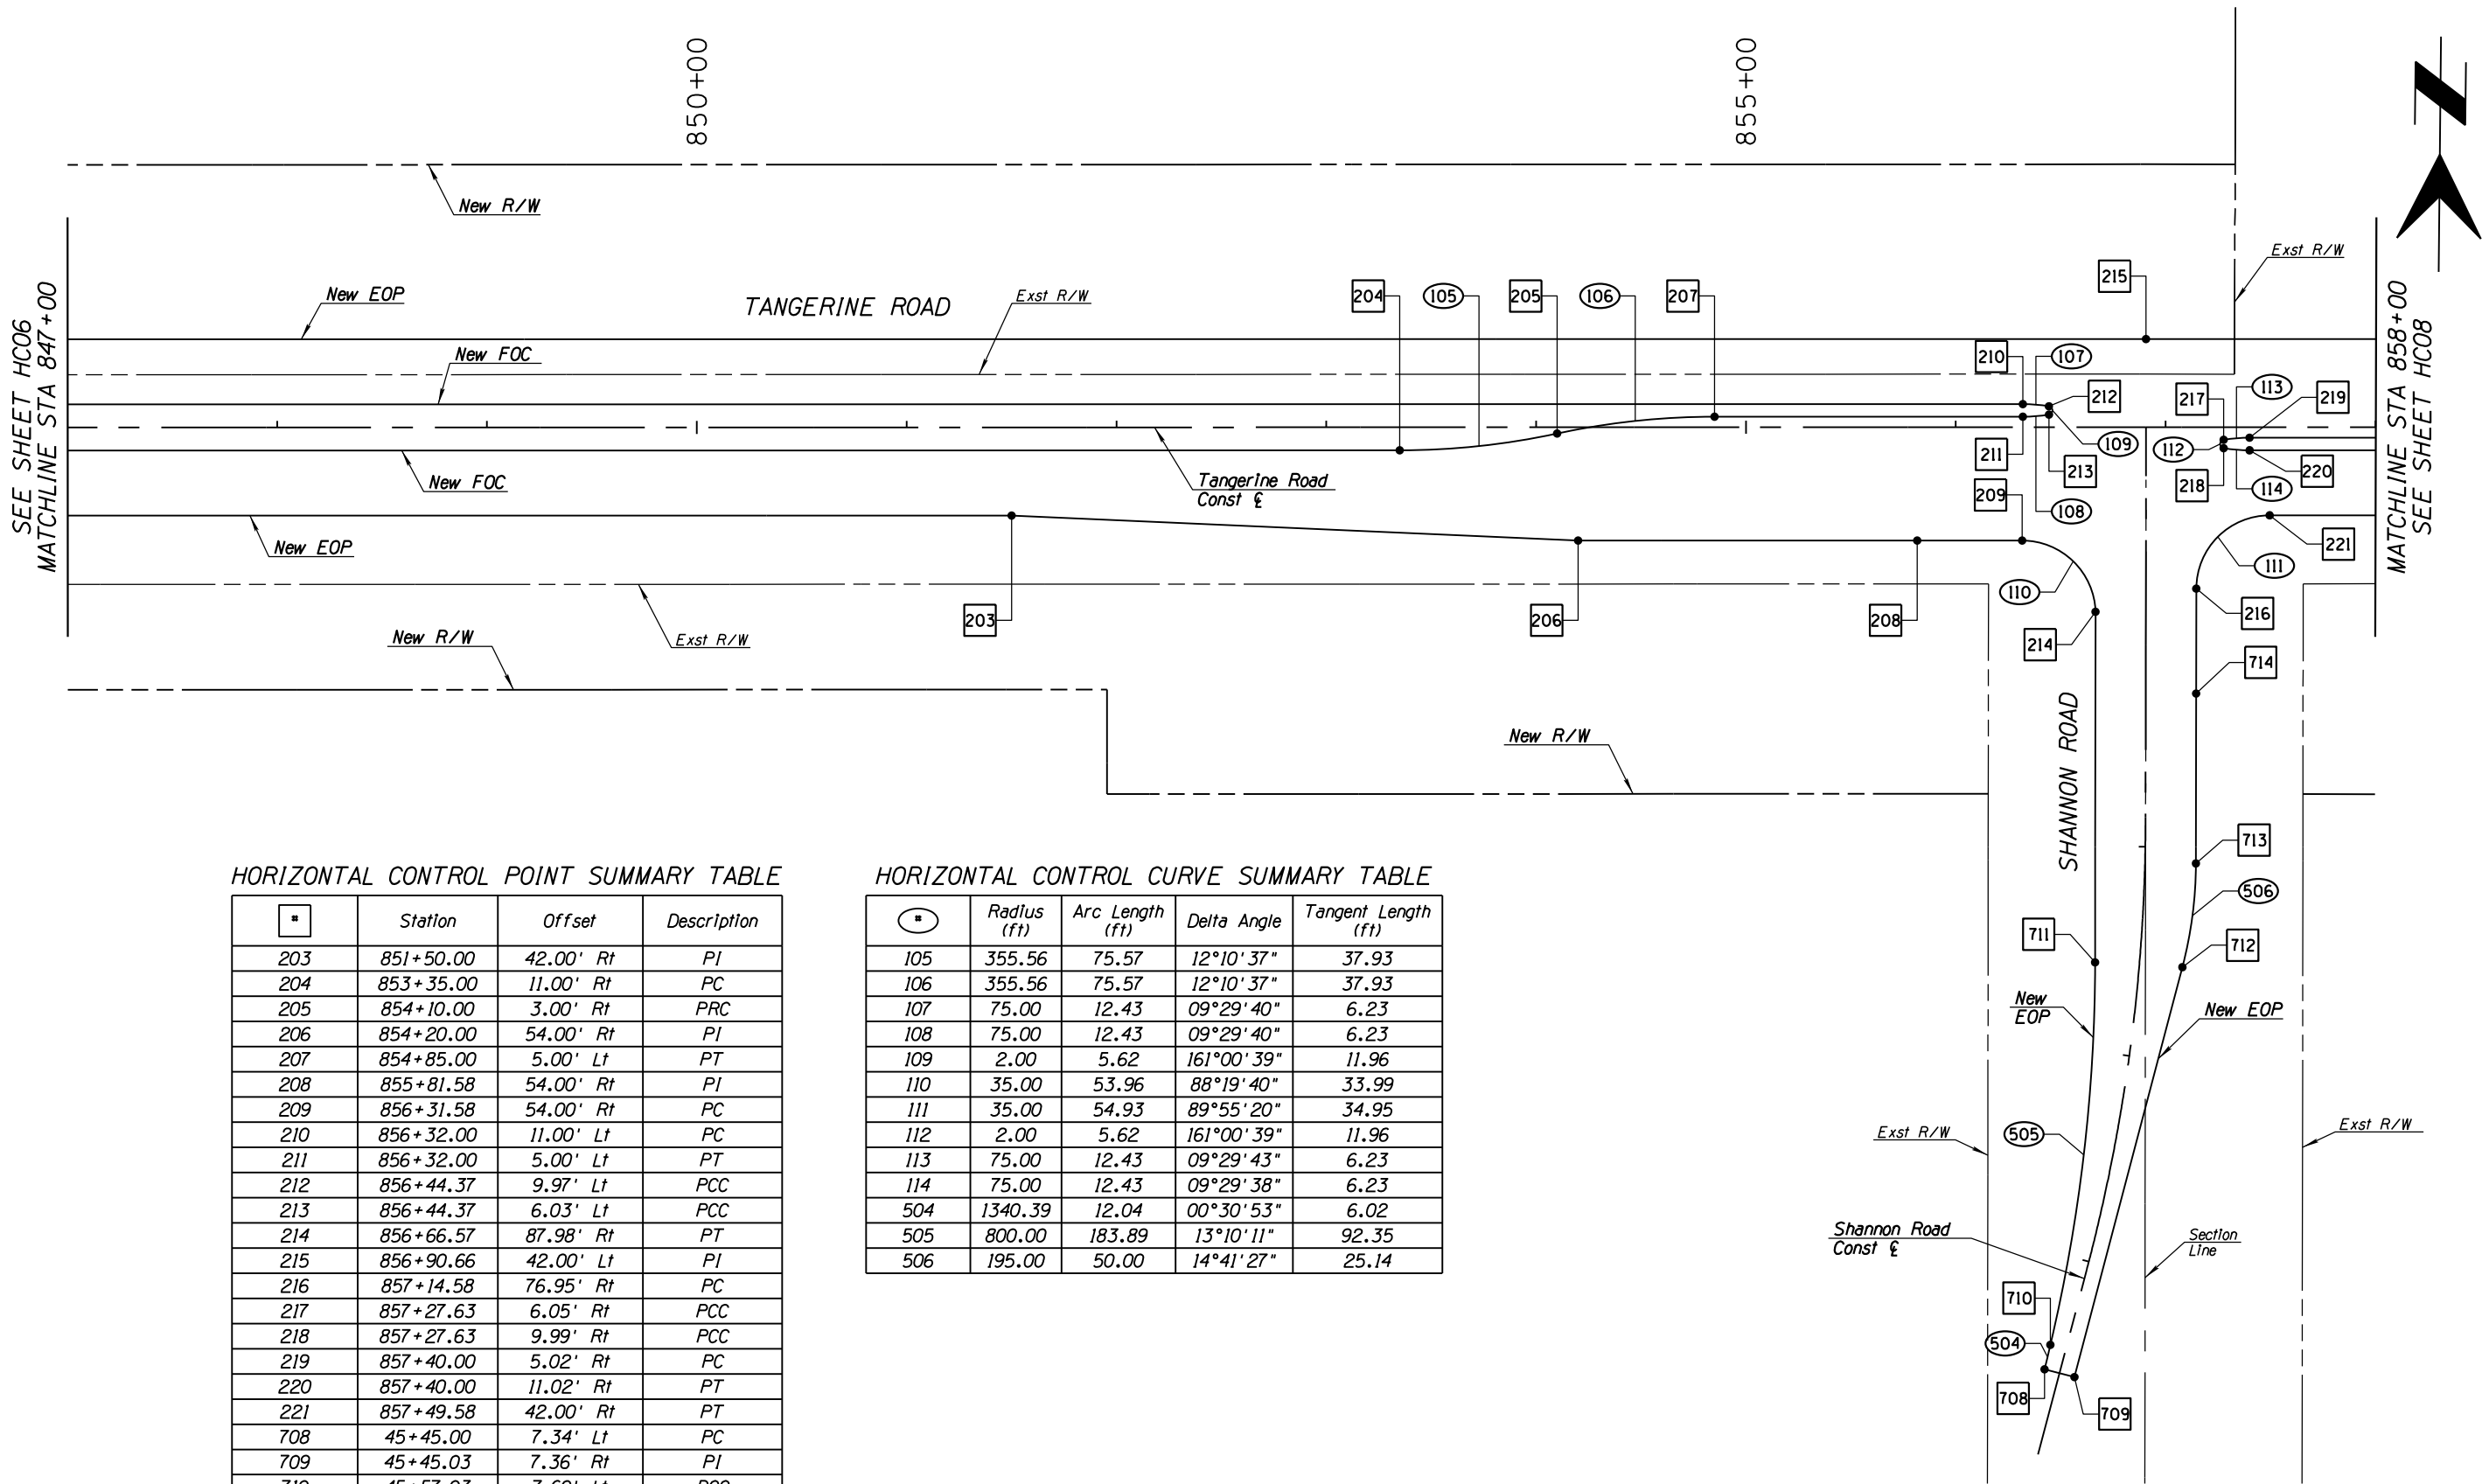 850+00
855+00
New R/W
SEE SHEET HC06
MATCHLINE STA 847+00
New EOP
TANGERINE ROAD
Exst R/W
New FOC
204
105
205
106
207
215
Exst R/W
210
107
212
217
113
219
109
112
211
213
218
220
114
209
108
MATCHLINE STA 858+00
SEE SHEET HC08
New FOC
Tangerine Road
Const ℄
New EOP
221
111
110
203
206
208
216
214
New R/W
Exst R/W
714
New R/W
SHANNON ROAD
713
506
711
712
New
EOP
New EOP
Exst R/W
505
Exst R/W
Shannon Road
Const ℄
Section
Line
710
504
708
709
HORIZONTAL CONTROL POINT SUMMARY TABLE
# Station Offset Description
203 851+50.00 42.00' Rt PI
204 853+35.00 11.00' Rt PC
205 854+10.00 3.00' Rt PRC
206 854+20.00 54.00' Rt PI
207 854+85.00 5.00' Lt PT
208 855+81.58 54.00' Rt PI
209 856+31.58 54.00' Rt PC
210 856+32.00 11.00' Lt PC
211 856+32.00 5.00' Lt PT
212 856+44.37 9.97' Lt PCC
213 856+44.37 6.03' Lt PCC
214 856+66.57 87.98' Rt PT
215 856+90.66 42.00' Lt PI
216 857+14.58 76.95' Rt PC
217 857+27.63 6.05' Rt PCC
218 857+27.63 9.99' Rt PCC
219 857+40.00 5.02' Rt PC
220 857+40.00 11.02' Rt PT
221 857+49.58 42.00' Rt PT
708 45+45.00 7.34' Lt PC
709 45+45.03 7.36' Rt PI
HORIZONTAL CONTROL CURVE SUMMARY TABLE
# Radius (ft) Arc Length (ft) Delta Angle Tangent Length (ft)
105 355.56 75.57 12°10'37" 37.93
106 355.56 75.57 12°10'37" 37.93
107 75.00 12.43 09°29'40" 6.23
108 75.00 12.43 09°29'40" 6.23
109 2.00 5.62 161°00'39" 11.96
110 35.00 53.96 88°19'40" 33.99
111 35.00 54.93 89°55'20" 34.95
112 2.00 5.62 161°00'39" 11.96
113 75.00 12.43 09°29'43" 6.23
114 75.00 12.43 09°29'38" 6.23
504 1340.39 12.04 00°30'53" 6.02
505 800.00 183.89 13°10'11" 92.35
506 195.00 50.00 14°41'27" 25.14